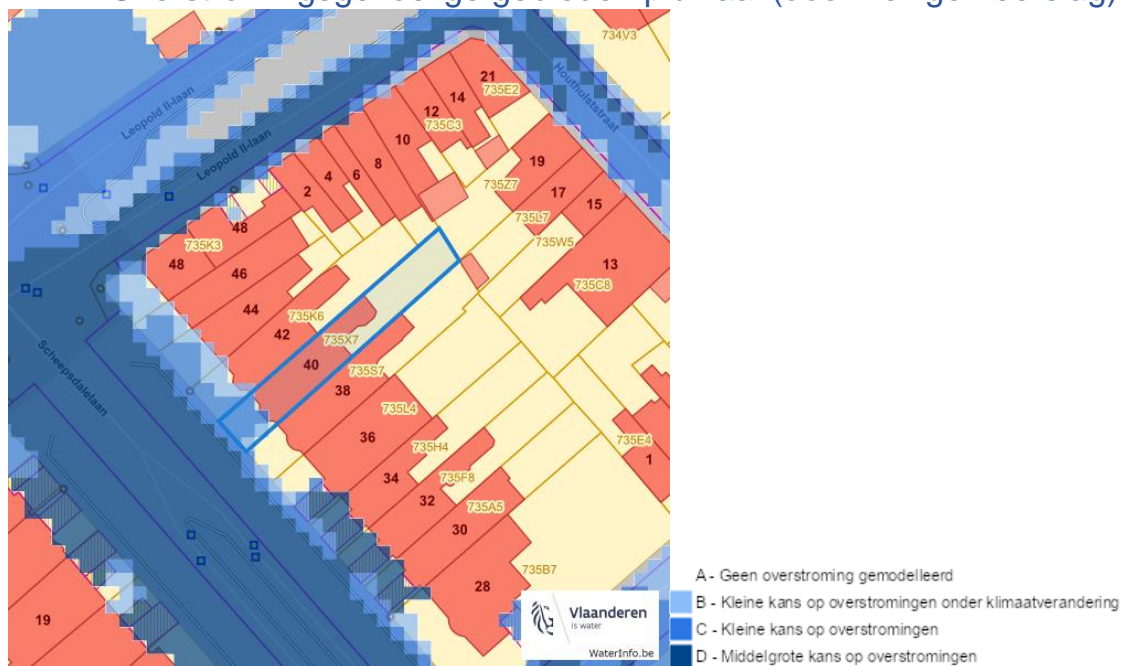 Leopold II-laan
Leopold II-laan
Houthulststraat
Scheepsdalelaan
734V3
21
735E2
14
12
735C3
10
8
6
4
2
19
735Z7
17
735L7
15
735W5
13
735C8
48
735K3
48
46
44
735K6
42
735X7
40
735S7
38
735L4
36
735H4
34
735F8
32
735A5
30
735B7
28
735E4
1
19
Vlaanderen
is water
WaterInfo.be
A - Geen overstroming gemodelleerd
B - Kleine kans op overstromingen onder klimaatverandering
C - Kleine kans op overstromingen
D - Middelgrote kans op overstromingen